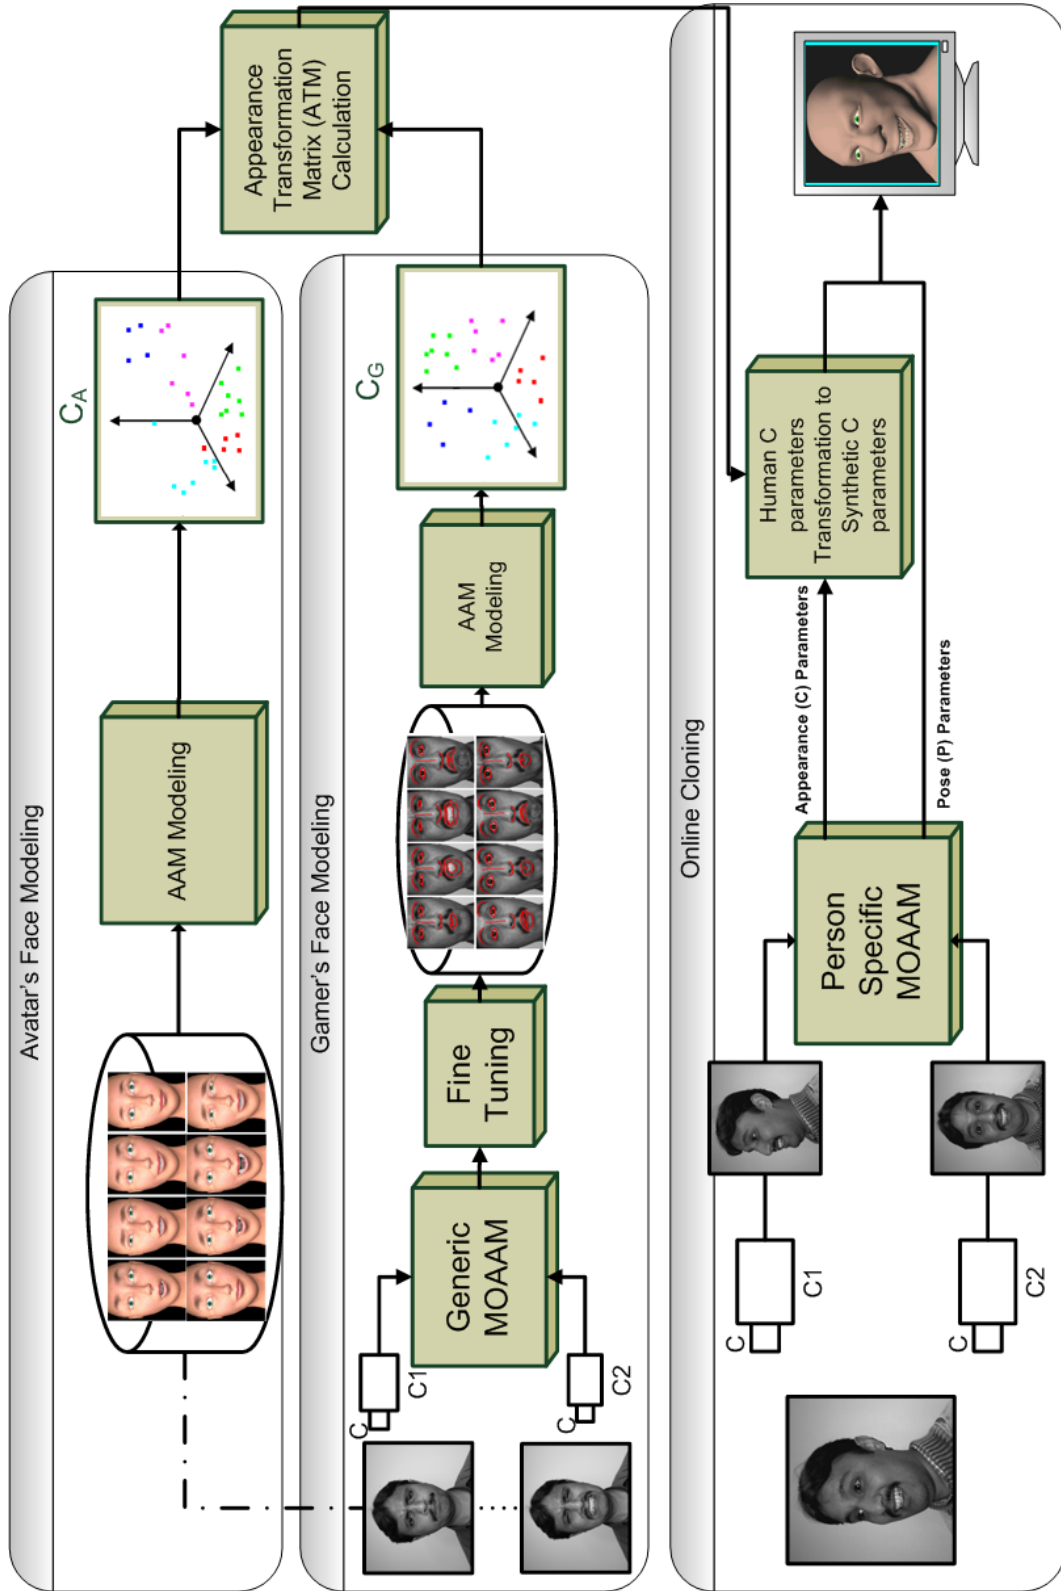 Avatar's Face Modeling
AAM Modeling
C_A
Appearance
Transformation
Matrix (ATM)
Calculation
Gamer's Face Modeling
C
C1
C
C2
Generic
MOAAM
Fine
Tuning
AAM
Modeling
C_G
Online Cloning
C
C1
C
C2
Person
Specific
MOAAM
Appearance (C) Parameters
Pose (P) Parameters
Human C
parameters
Transformation to
Synthetic C
parameters